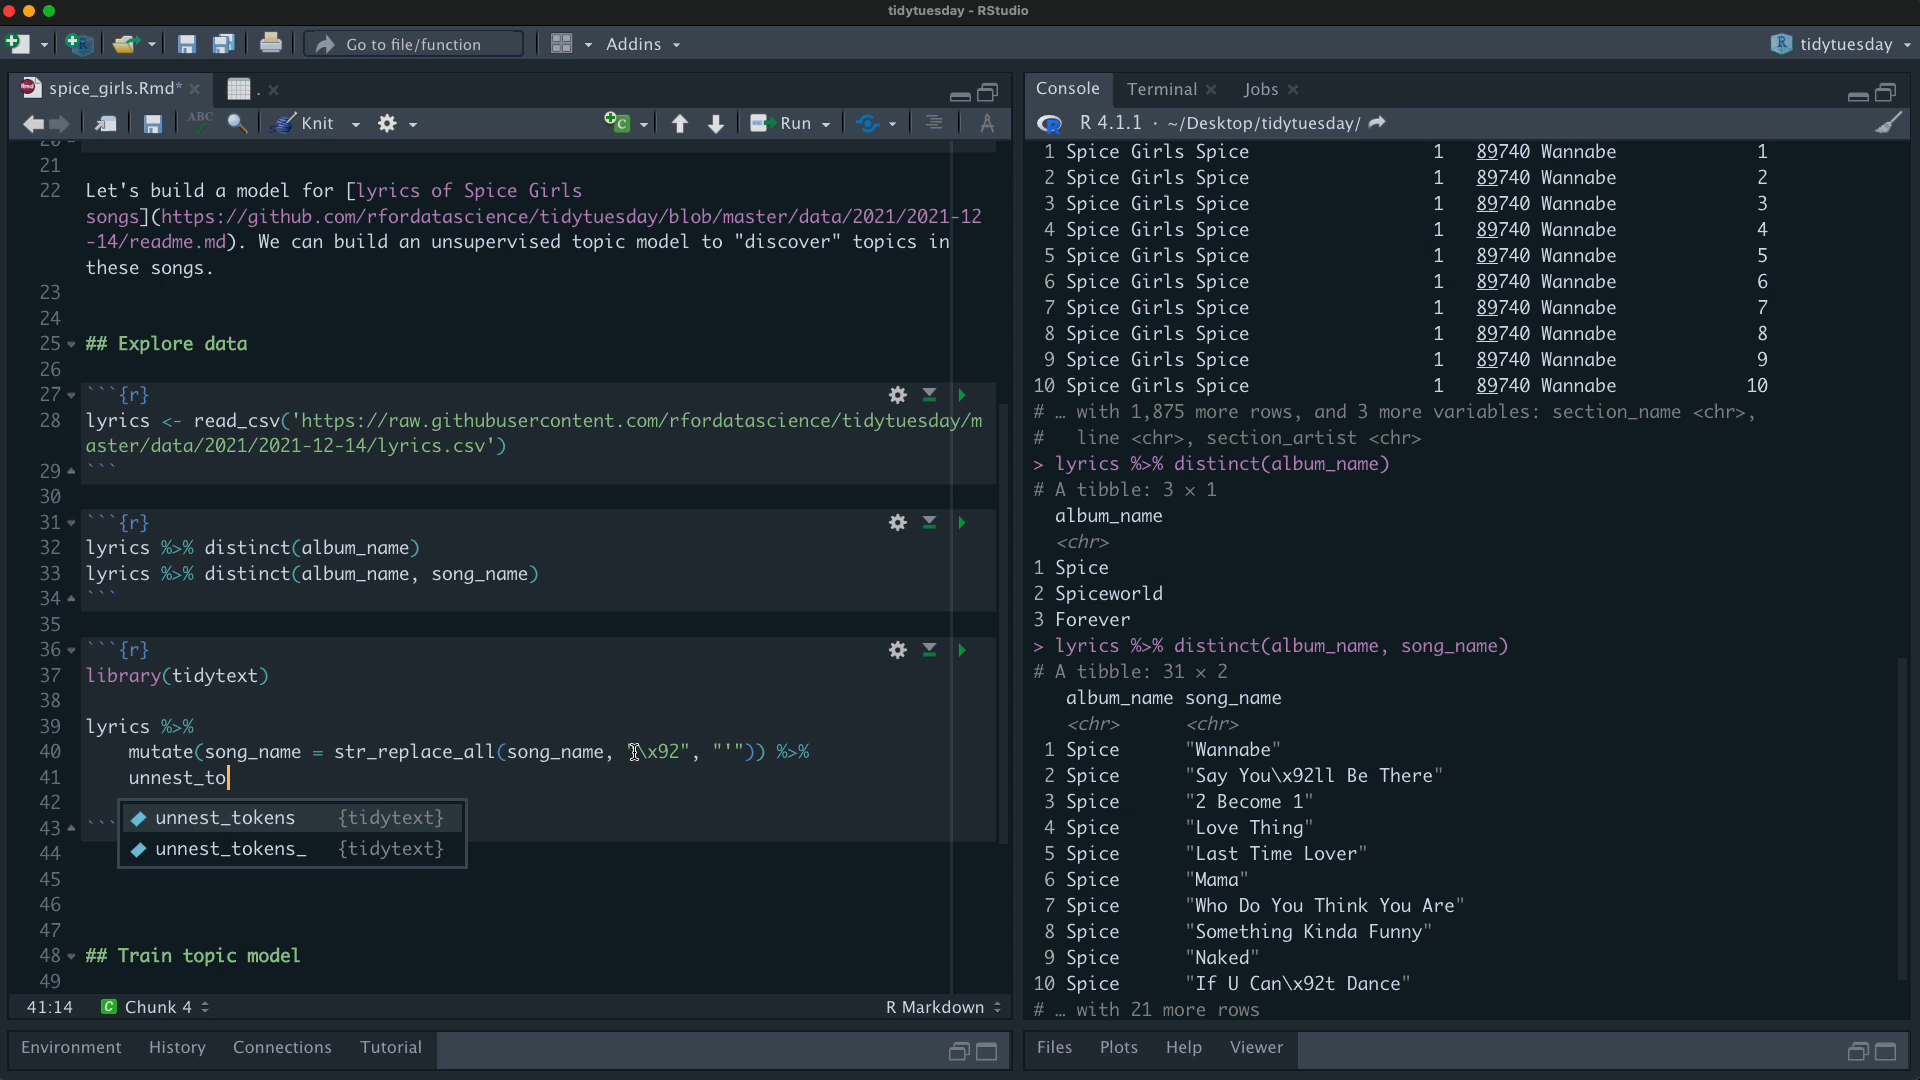 tidytuesday - RStudio
Go to file/function
Addins
tidytuesday
spice_girls.Rmd*
.
ABC
Knit
Run
21
22 Let's build a model for [lyrics of Spice Girls
songs](https://github.com/rfordatascience/tidytuesday/blob/master/data/2021/2021-12
-14/readme.md). We can build an unsupervised topic model to "discover" topics in
these songs.
23
24
25 ## Explore data
26
27 ```{r}
28 lyrics <- read_csv('https://raw.githubusercontent.com/rfordatascience/tidytuesday/m
aster/data/2021/2021-12-14/lyrics.csv')
29 ```
30
31 ```{r}
32 lyrics %>% distinct(album_name)
33 lyrics %>% distinct(album_name, song_name)
34 ```
35
36 ```{r}
37 library(tidytext)
38
39 lyrics %>%
40 mutate(song_name = str_replace_all(song_name, "\x92", "'")) %>%
41 unnest_to
42
unnest_tokens {tidytext}
43 ```
unnest_tokens_ {tidytext}
44
45
46
47
48 ## Train topic model
49
41:14 Chunk 4 R Markdown
Environment History Connections Tutorial
Console Terminal Jobs
R 4.1.1 · ~/Desktop/tidytuesday/
1 Spice Girls Spice 1 89740 Wannabe 1
2 Spice Girls Spice 1 89740 Wannabe 2
3 Spice Girls Spice 1 89740 Wannabe 3
4 Spice Girls Spice 1 89740 Wannabe 4
5 Spice Girls Spice 1 89740 Wannabe 5
6 Spice Girls Spice 1 89740 Wannabe 6
7 Spice Girls Spice 1 89740 Wannabe 7
8 Spice Girls Spice 1 89740 Wannabe 8
9 Spice Girls Spice 1 89740 Wannabe 9
10 Spice Girls Spice 1 89740 Wannabe 10
# … with 1,875 more rows, and 3 more variables: section_name <chr>,
# line <chr>, section_artist <chr>
> lyrics %>% distinct(album_name)
# A tibble: 3 × 1
album_name
<chr>
1 Spice
2 Spiceworld
3 Forever
> lyrics %>% distinct(album_name, song_name)
# A tibble: 31 × 2
album_name song_name
<chr> <chr>
1 Spice "Wannabe"
2 Spice "Say You\x92ll Be There"
3 Spice "2 Become 1"
4 Spice "Love Thing"
5 Spice "Last Time Lover"
6 Spice "Mama"
7 Spice "Who Do You Think You Are"
8 Spice "Something Kinda Funny"
9 Spice "Naked"
10 Spice "If U Can\x92t Dance"
# … with 21 more rows
Files Plots Help Viewer